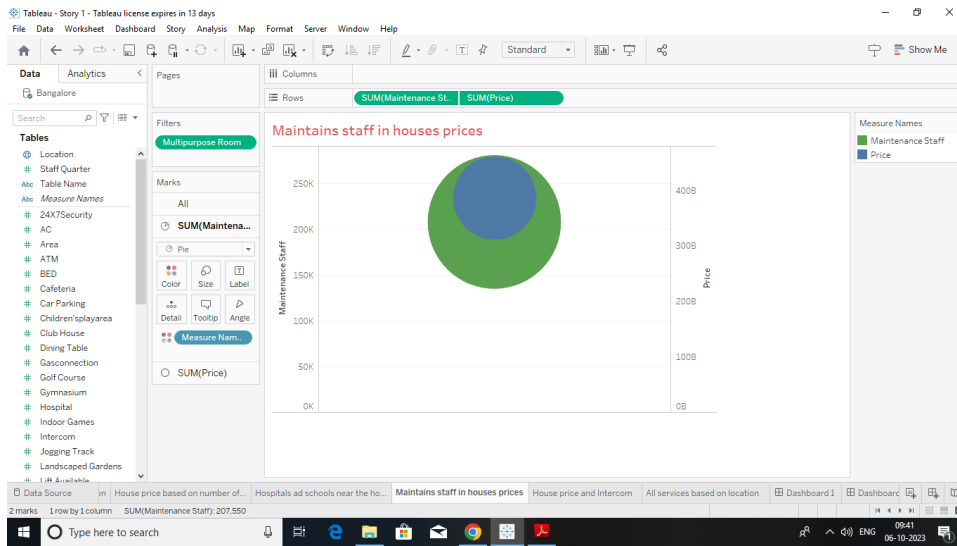 Tableau - Story 1 - Tableau license expires in 13 days
File Data Worksheet Dashboard Story Analysis Map Format Server Window Help
Standard
Show Me
Data Analytics
Bangalore
Search
Tables
Location
# Staff Quarter
Abc Table Name
Abc Measure Names
# 24X7Security
# AC
# Area
# ATM
# BED
# Cafeteria
# Car Parking
# Children'splayarea
# Club House
# Dining Table
# Gasconnection
# Golf Course
# Gymnasium
# Hospital
# Indoor Games
# Intercom
# Jogging Track
# Landscaped Gardens
# Lift Available
Pages
Filters
Multipurpose Room
Marks
All
SUM(Maintena...
Pie
Color Size Label
Detail Tooltip Angle
Measure Nam..
SUM(Price)
Columns
Rows SUM(Maintenance St.. SUM(Price)
Maintains staff in houses prices
Maintenance Staff
250K
200K
150K
100K
50K
0K
400B
300B
200B
100B
0B
Price
Measure Names
Maintenance Staff
Price
Data Source on House price based on number of... Hospitals ad schools near the ho... Maintains staff in houses prices House price and Intercom All services based on location Dashboard 1 Dashboard
2 marks 1 row by 1 column SUM(Maintenance Staff): 207,550
Type here to search
ENG
09:41
06-10-2023
1